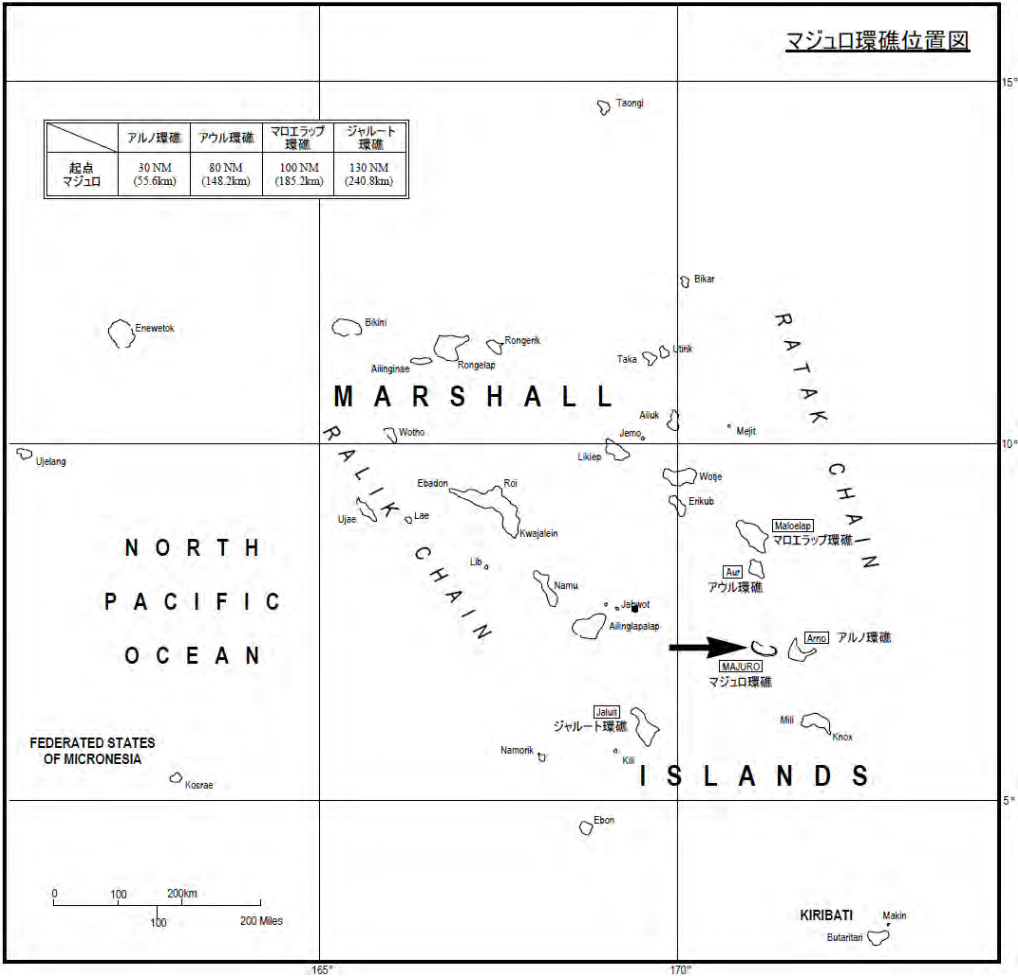 マジュロ環礁位置図
15°
Taongi
アルノ環礁 アウル環礁 マロエラップ環礁 ジャルート環礁
起点マジュロ 30 NM (55.6km) 80 NM (148.2km) 100 NM (185.2km) 130 NM (240.8km)
Bikar
Enewetok
Bikini
Rongerik
Ailinginae
Rongelap
Taka
Utirik
RATAK CHAIN
MARSHALL
Ailuk
Jemo
Mejit
Wotho
10°
Likiep
Ujelang
RALIK CHAIN
Wotje
Ebadon
Roi
Erikub
Ujae
Lae
Kwajalein
Maloelap
マロエラップ環礁
NORTH
PACIFIC
OCEAN
Lib
Aur
アウル環礁
Namu
Jabwot
Ailinglapalap
Arno
アルノ環礁
MAJURO
マジュロ環礁
Jaluit
ジャルート環礁
Mili
Knox
FEDERATED STATES
OF MICRONESIA
Namorik
Kili
Kosrae
ISLANDS
5°
Ebon
0 100 200km
100 200 Miles
KIRIBATI
Makin
Butaritari
165°
170°